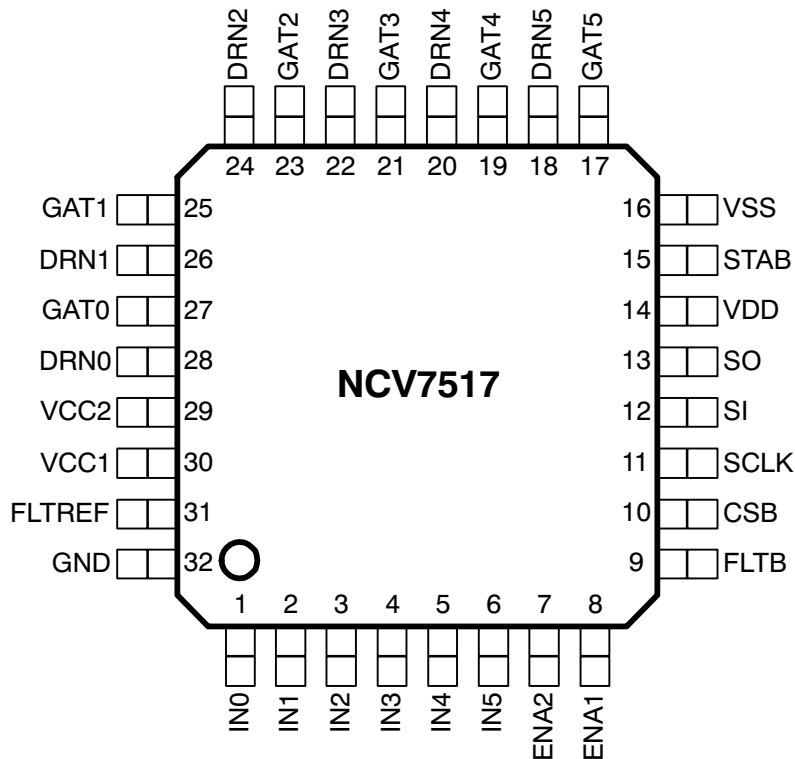 DRN2
GAT2
DRN3
GAT3
DRN4
GAT4
DRN5
GAT5
24 23 22 21 20 19 18 17
GAT1 25 16 VSS
DRN1 26 15 STAB
GAT0 27 14 VDD
DRN0 28 13 SO
NCV7517
VCC2 29 12 SI
VCC1 30 11 SCLK
FLTREF 31 10 CSB
GND 32 9 FLTB
1 2 3 4 5 6 7 8
IN0
IN1
IN2
IN3
IN4
IN5
ENA2
ENA1